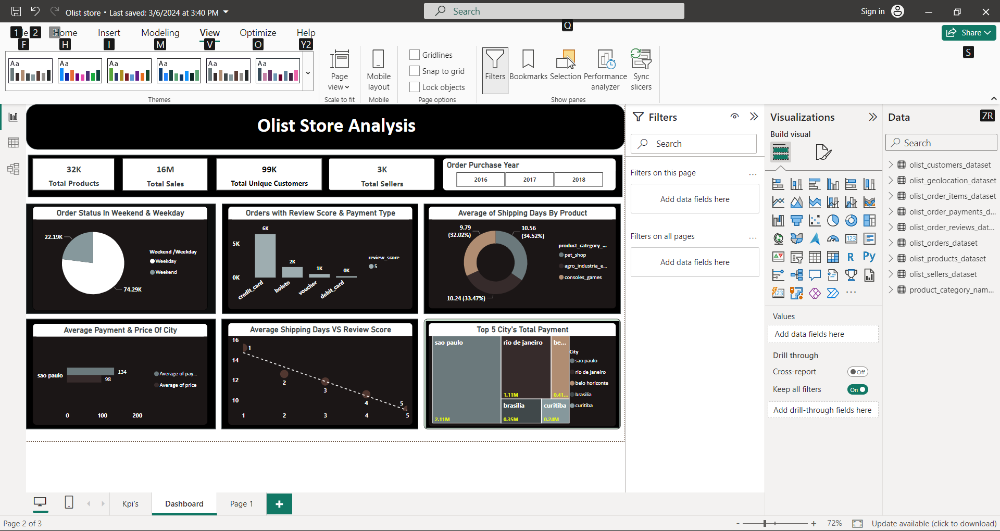 Olist store • Last saved: 3/6/2024 at 3:40 PM
Search
Sign in
Q
1
2
3
le
Home
Insert
Modeling
View
Optimize
Help
Share
F
H
I
M
V
O
Y2
S
Aa
Aa
Aa
Aa
Aa
Aa
Themes
Page view
Scale to fit
Mobile layout
Mobile
Gridlines
Snap to grid
Lock objects
Page options
Filters
Bookmarks
Selection
Performance analyzer
Sync slicers
Show panes
Olist Store Analysis
32K
Total Products
16M
Total Sales
99K
Total Unique Customers
3K
Total Sellers
Order Purchase Year
2016
2017
2018
Order Status In Weekend & Weekday
22.19K
74.29K
Weekend /Weekday
Weekday
Weekend
Orders with Review Score & Payment Type
6K
5K
2K
1K
0K
0K
credit_card
boleto
voucher
debit_card
review_score
5
Average of Shipping Days By Product
9.79
(32.02%)
10.56
(34.52%)
10.24 (33.47%)
product_category_...
pet_shop
agro_industria_e...
consoles_games
Average Payment & Price Of City
sao paulo
134
98
0
100
200
Average of pay...
Average of price
Average Shipping Days VS Review Score
16
14
12
10
1
2
3
4
5
1
2
3
4
5
Top 5 City's Total Payment
sao paulo
2.11M
rio de janeiro
1.11M
be...
0.41...
brasilia
0.35M
curitiba
0.24M
City
sao paulo
rio de janeiro
belo horizonte
brasilia
curitiba
Filters
Search
Filters on this page
...
Add data fields here
Filters on all pages
...
Add data fields here
Visualizations
Build visual
123
R
Py
123
...
Values
Add data fields here
Drill through
Cross-report
Off
Keep all filters
On
Add drill-through fields here
Data
ZR
Search
olist_customers_dataset
olist_geolocation_dataset
olist_order_items_dataset
olist_order_payments_d...
olist_order_reviews_dat...
olist_orders_dataset
olist_products_dataset
olist_sellers_dataset
product_category_nam...
Kpi's
Dashboard
Page 1
+
Page 2 of 3
-
+
72%
Update available (click to download)